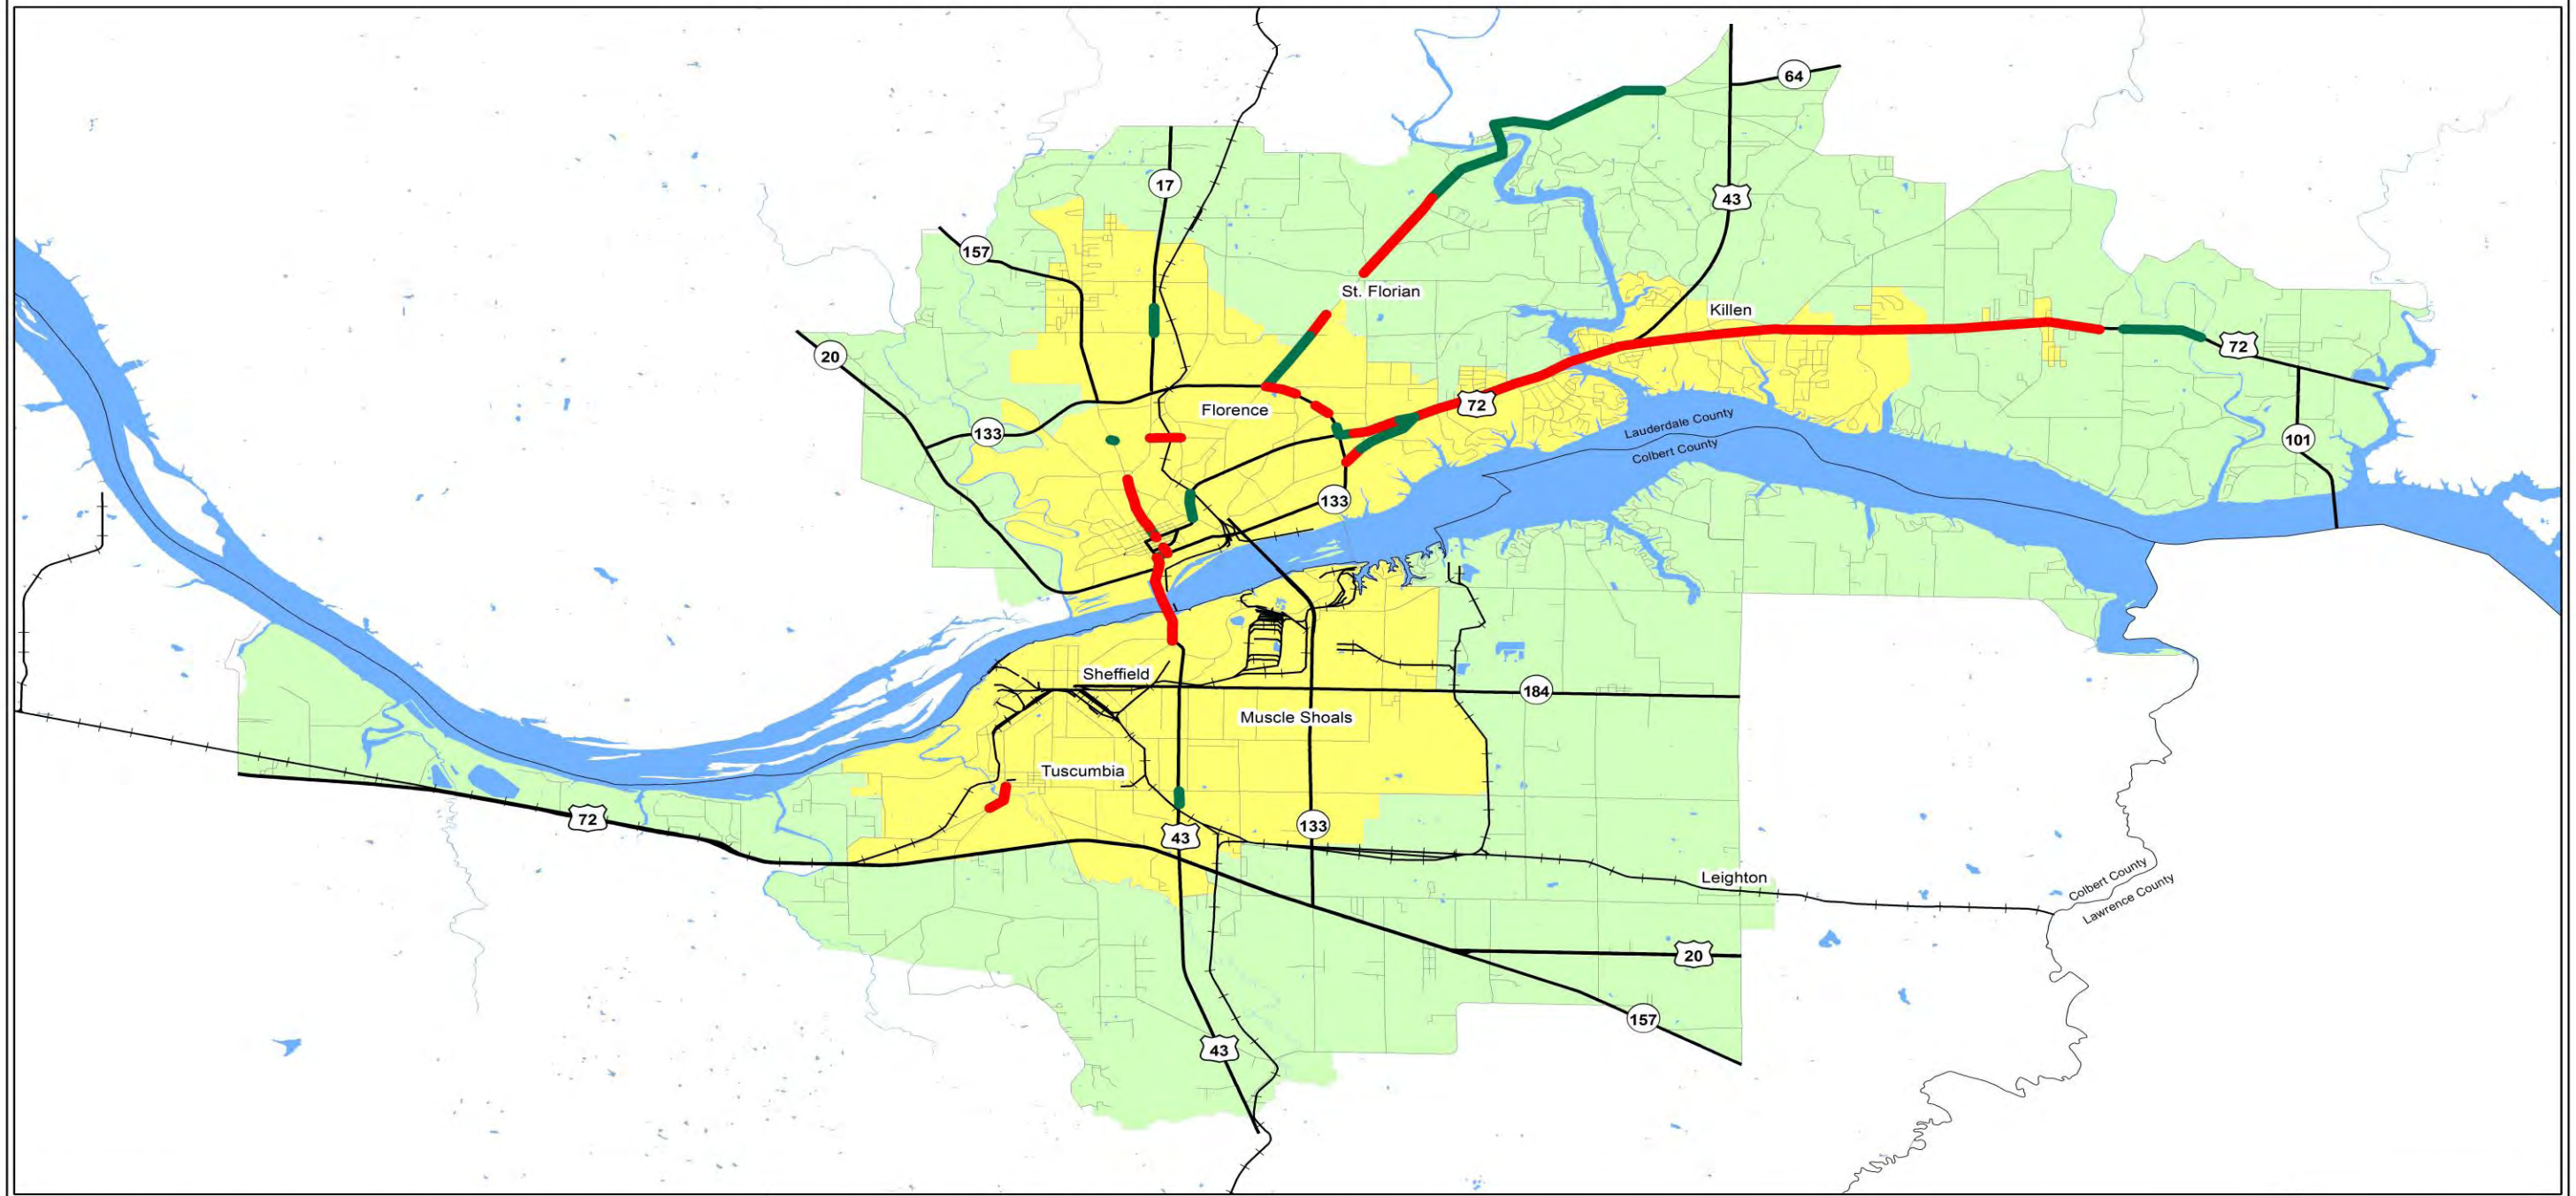 64
17
43
157
St. Florian
Killen
20
72
72
Florence
133
Lauderdale County
Colbert County
101
133
Sheffield
184
Muscle Shoals
Tuscumbia
72
43
133
Leighton
Colbert County
Lawrence County
20
157
43